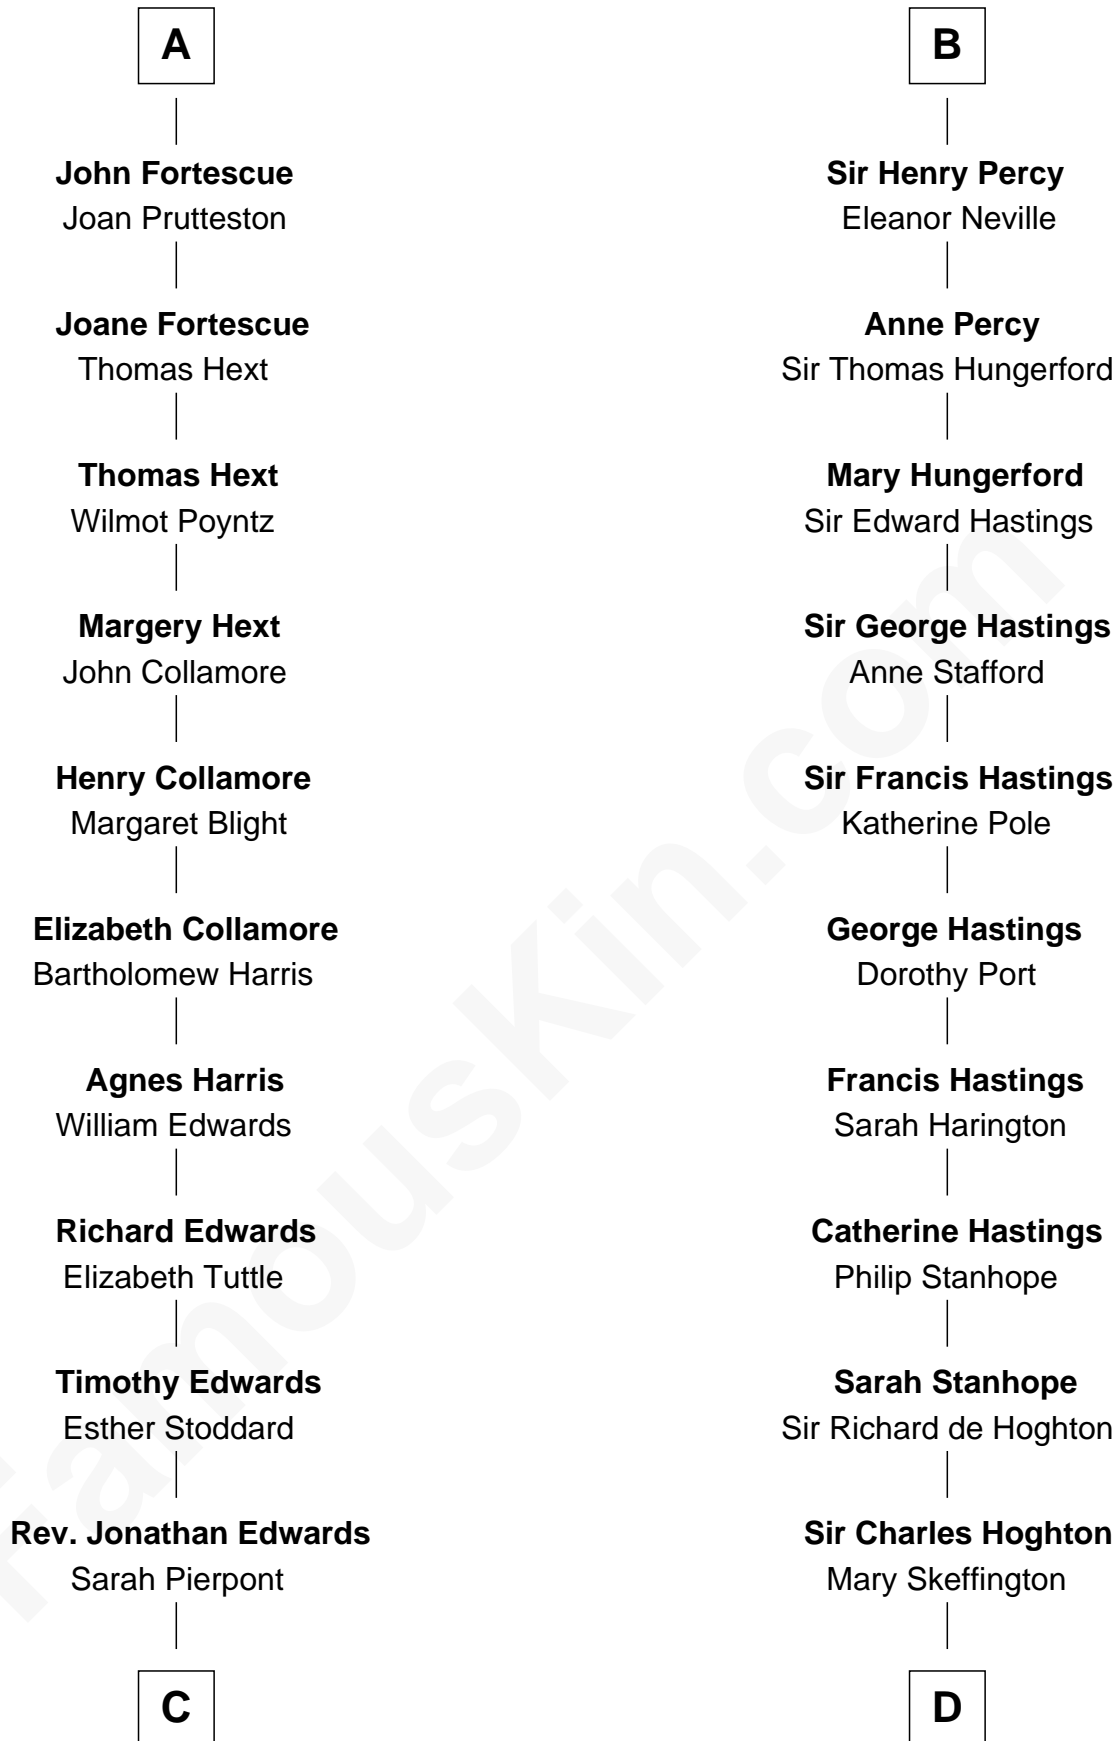 A
John Fortescue
Joan Prutteston
Joane Fortescue
Thomas Hext
Thomas Hext
Wilmot Poyntz
Margery Hext
John Collamore
Henry Collamore
Margaret Blight
Elizabeth Collamore
Bartholomew Harris
Agnes Harris
William Edwards
Richard Edwards
Elizabeth Tuttle
Timothy Edwards
Esther Stoddard
Rev. Jonathan Edwards
Sarah Pierpont
C
B
Sir Henry Percy
Eleanor Neville
Anne Percy
Sir Thomas Hungerford
Mary Hungerford
Sir Edward Hastings
Sir George Hastings
Anne Stafford
Sir Francis Hastings
Katherine Pole
George Hastings
Dorothy Port
Francis Hastings
Sarah Harington
Catherine Hastings
Philip Stanhope
Sarah Stanhope
Sir Richard de Hoghton
Sir Charles Hoghton
Mary Skeffington
D
FamousKin.com